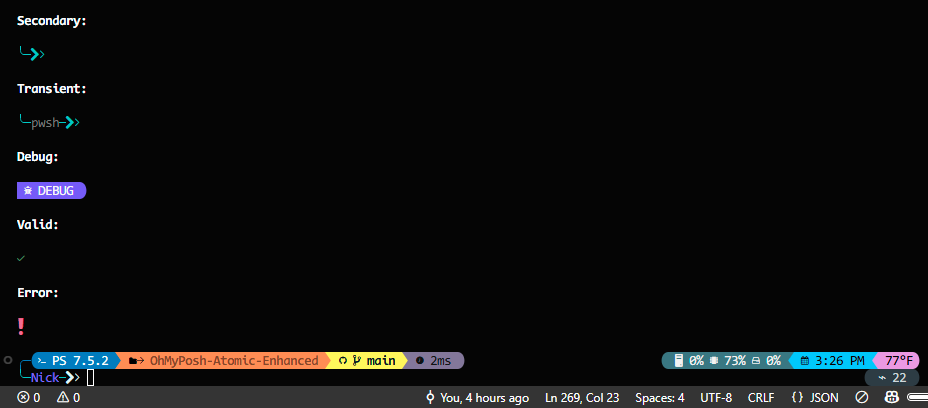 Secondary:
Transient:
pwsh
Debug:
DEBUG
Valid:
Error:
PS 7.5.2 OhMyPosh-Atomic-Enhanced main 2ms 0% 73% 0% 3:26 PM 77°F
Nick 22
0 0 You, 4 hours ago Ln 269, Col 23 Spaces: 4 UTF-8 CRLF {} JSON